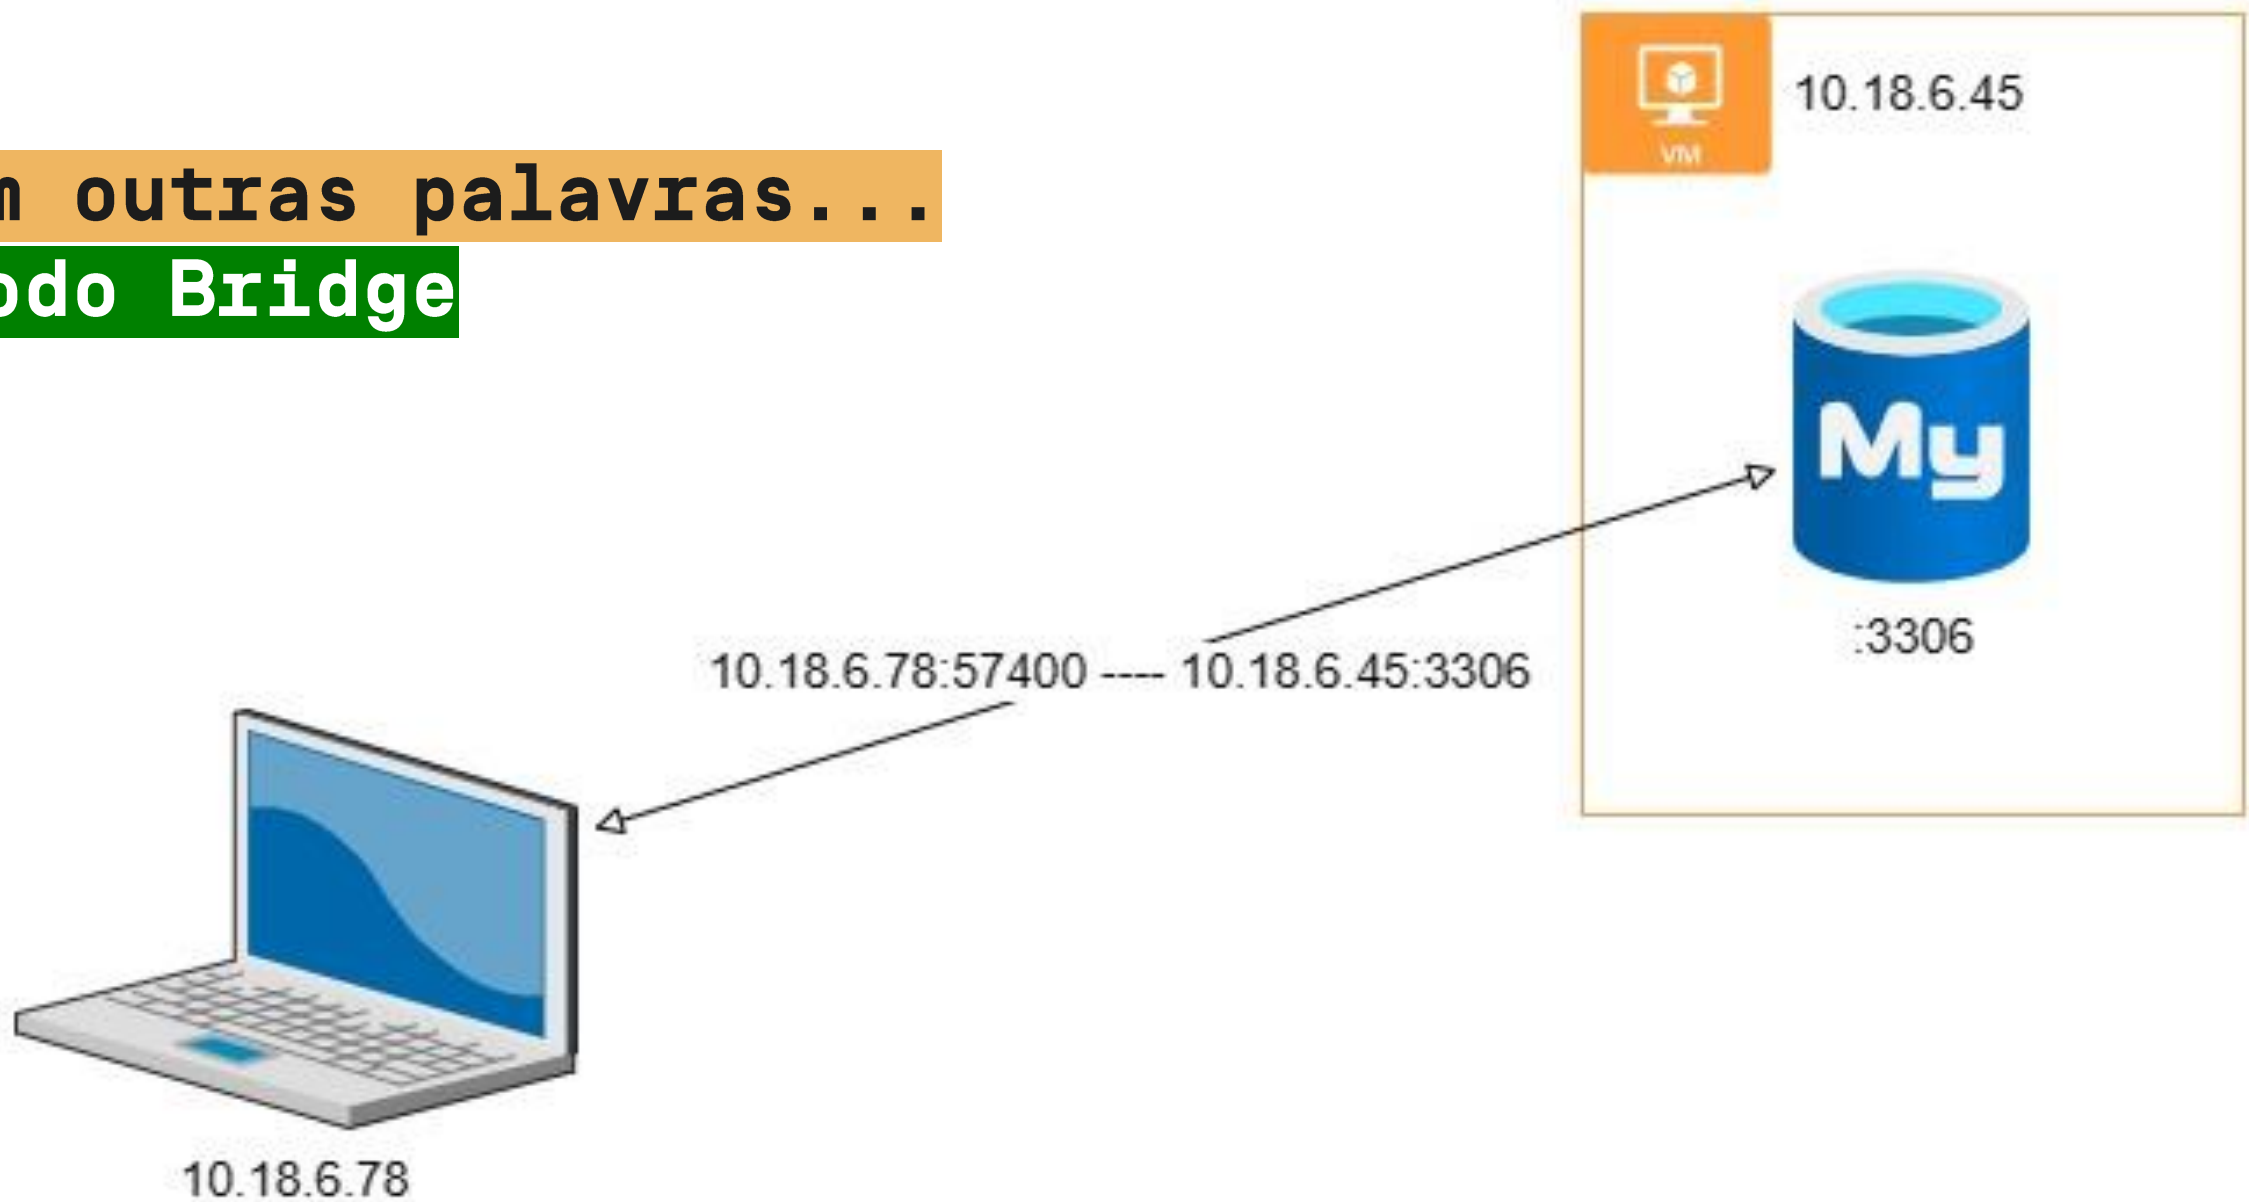 m outras palavras...
odo Bridge
VM
10.18.6.45
My
:3306
10.18.6.78:57400 ---- 10.18.6.45:3306
10.18.6.78